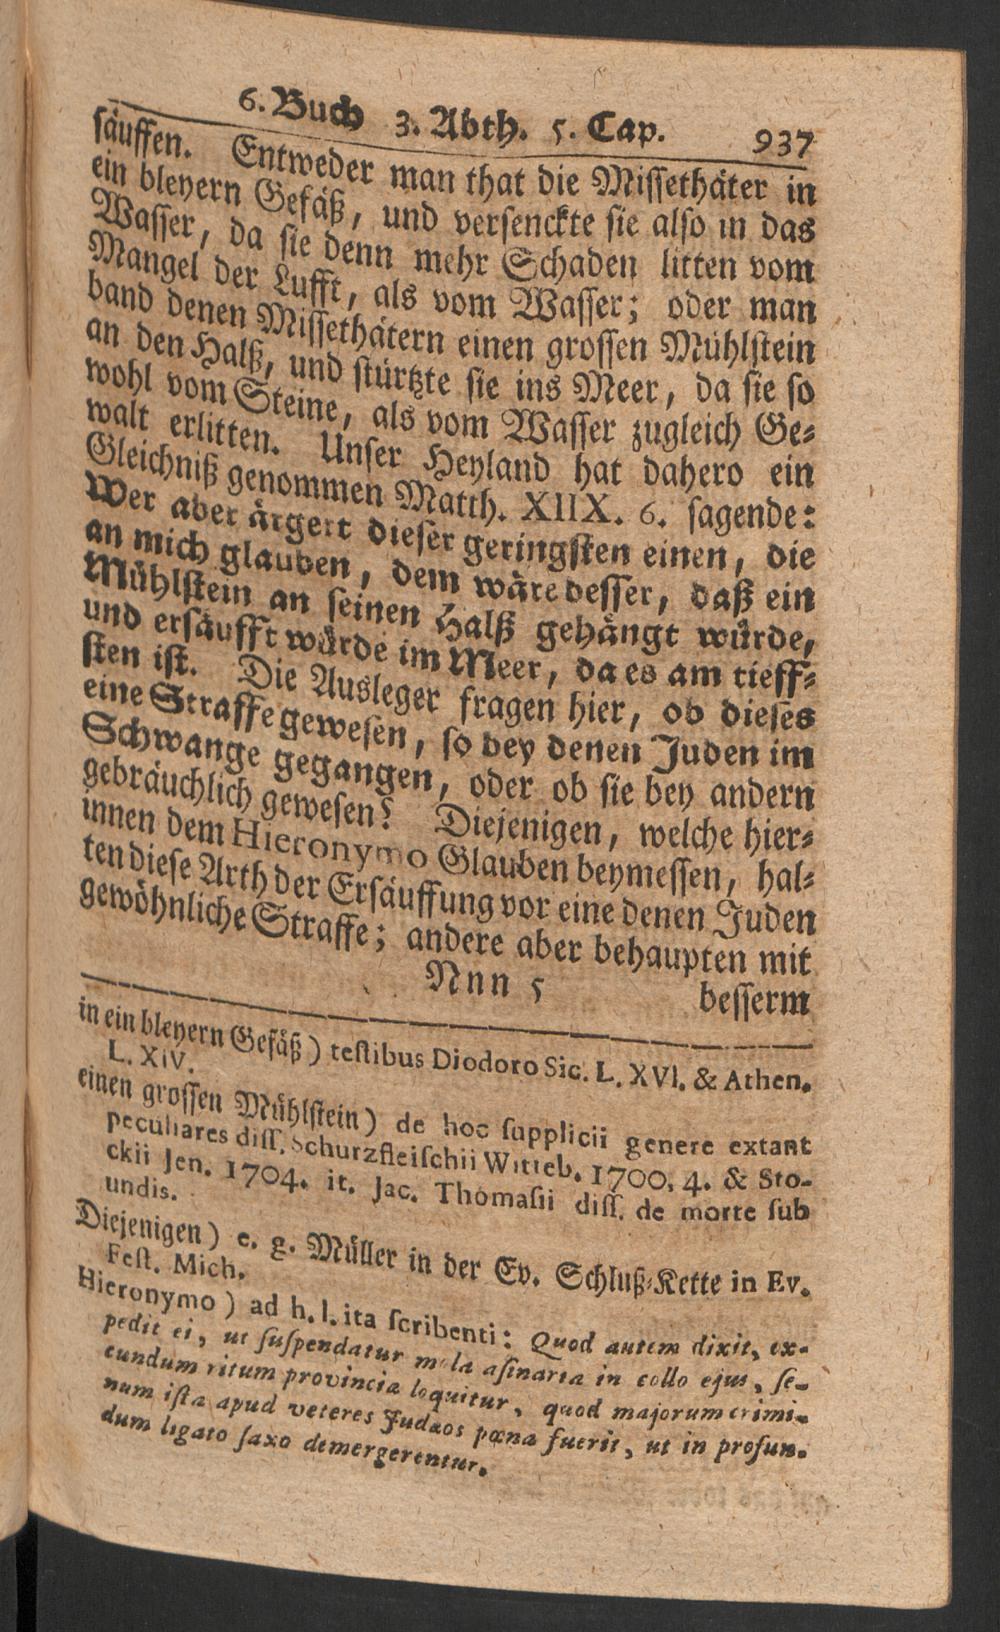 6. Buch 3. Abth. 5. Cap. 937
säuffen. Entweder man that die Missethäter in
ein bleyern Gefäß, und versenckte sie also in das
Wasser, da sie denn mehr Schaden litten vom
Mangel der Lufft, als vom Wasser; oder man
band denen Missethätern einen grossen Mühlstein
an den Halß, und stürtzte sie ins Meer, da sie so
wohl vom Steine, als vom Wasser zugleich Ge-
walt erlitten. Unser Heyland hat dahero ein
Gleichniß genommen Matth. XIIX. 6. sagende:
Wer aber ärgert dieser geringsten einen, die
an mich glauben, dem wäre besser, daß ein
Mühlstein an seinen Halß gehängt würde,
und ersäufft würde im Meer, da es am tieff-
sten ist. Die Ausleger fragen hier, ob dieses
eine Straffe gewesen, so bey denen Juden im
Schwange gegangen, oder ob sie bey andern
gebräuchlich gewesen? Diejenigen, welche hier-
innen dem Hieronymo Glauben beymessen, hal-
ten diese Arth der Ersäuffung vor eine denen Juden
gewöhnliche Straffe; andere aber behaupten mit
Nnn 5 besserm
in ein bleyern Gefäß) testibus Diodoro Sic. L. XVI. & Athen.
L. XIV.
einen grossen Mühlstein) de hoc supplicii genere extant
peculiares diss. Schurzfleischii Witteb. 1700. 4. & Sto-
ckii Jen. 1704. it. Jac. Thomasii diss. de morte sub
undis.
Diejenigen) e. g. Müller in der Ev. Schluß-Kette in Ev.
Fest. Mich.
Hieronymo) ad h. l. ita scribenti: Quod autem dixit, ex-
pedit ei, ut suspendatur mola asinaria in collo ejus, se-
cundum ritum provincia loquitur, quod majorum crimi-
num ista apud veteres Judæos pœna fuerit, ut in profun-
dum ligato saxo demergerentur.